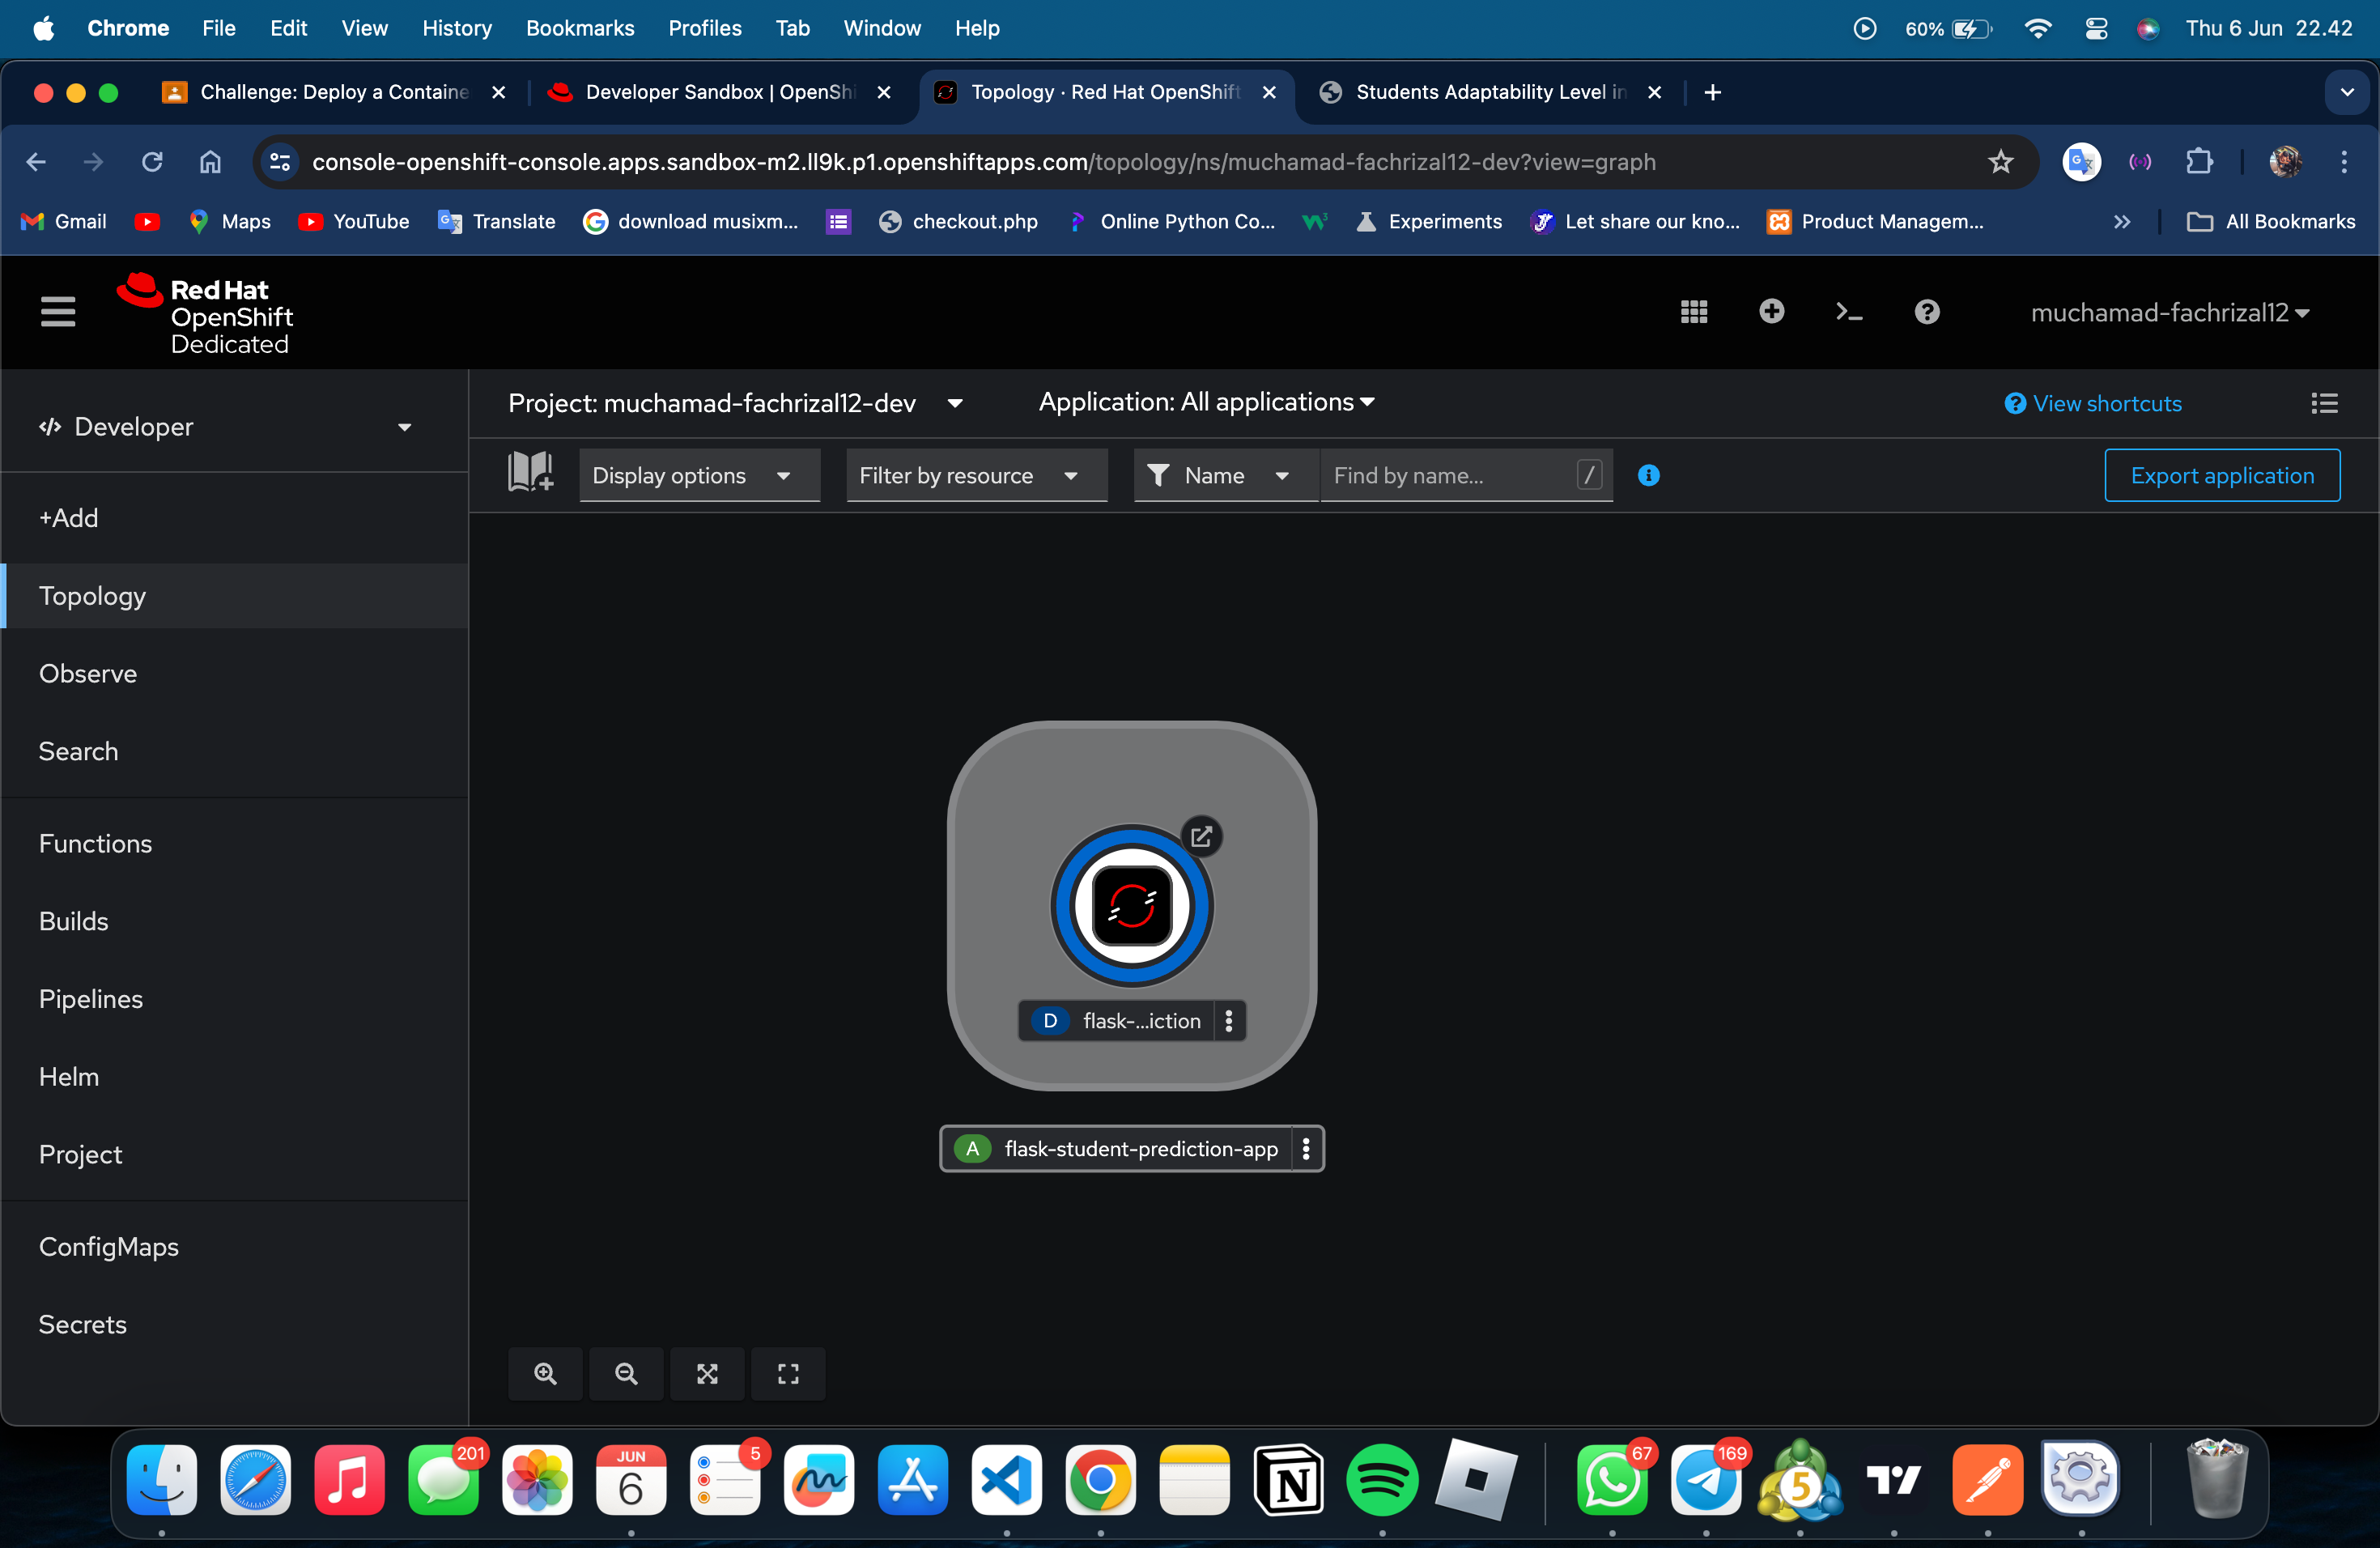 Chrome File Edit View History Bookmarks Profiles Tab Window Help 60% Thu 6 Jun 22.42
Challenge: Deploy a Containe Developer Sandbox | OpenShi Topology · Red Hat OpenShift Students Adaptability Level in
console-openshift-console.apps.sandbox-m2.ll9k.p1.openshiftapps.com/topology/ns/muchamad-fachrizal12-dev?view=graph
Gmail Maps YouTube Translate download musixm... checkout.php Online Python Co... Experiments Let share our kno... Product Managem... All Bookmarks
Red Hat
OpenShift
Dedicated
muchamad-fachrizal12
Developer
+Add
Topology
Observe
Search
Functions
Builds
Pipelines
Helm
Project
ConfigMaps
Secrets
Project: muchamad-fachrizal12-dev Application: All applications View shortcuts
Display options Filter by resource Name Find by name... / Export application
D flask-...iction
A flask-student-prediction-app
201 JUN 6 5 67 169 5